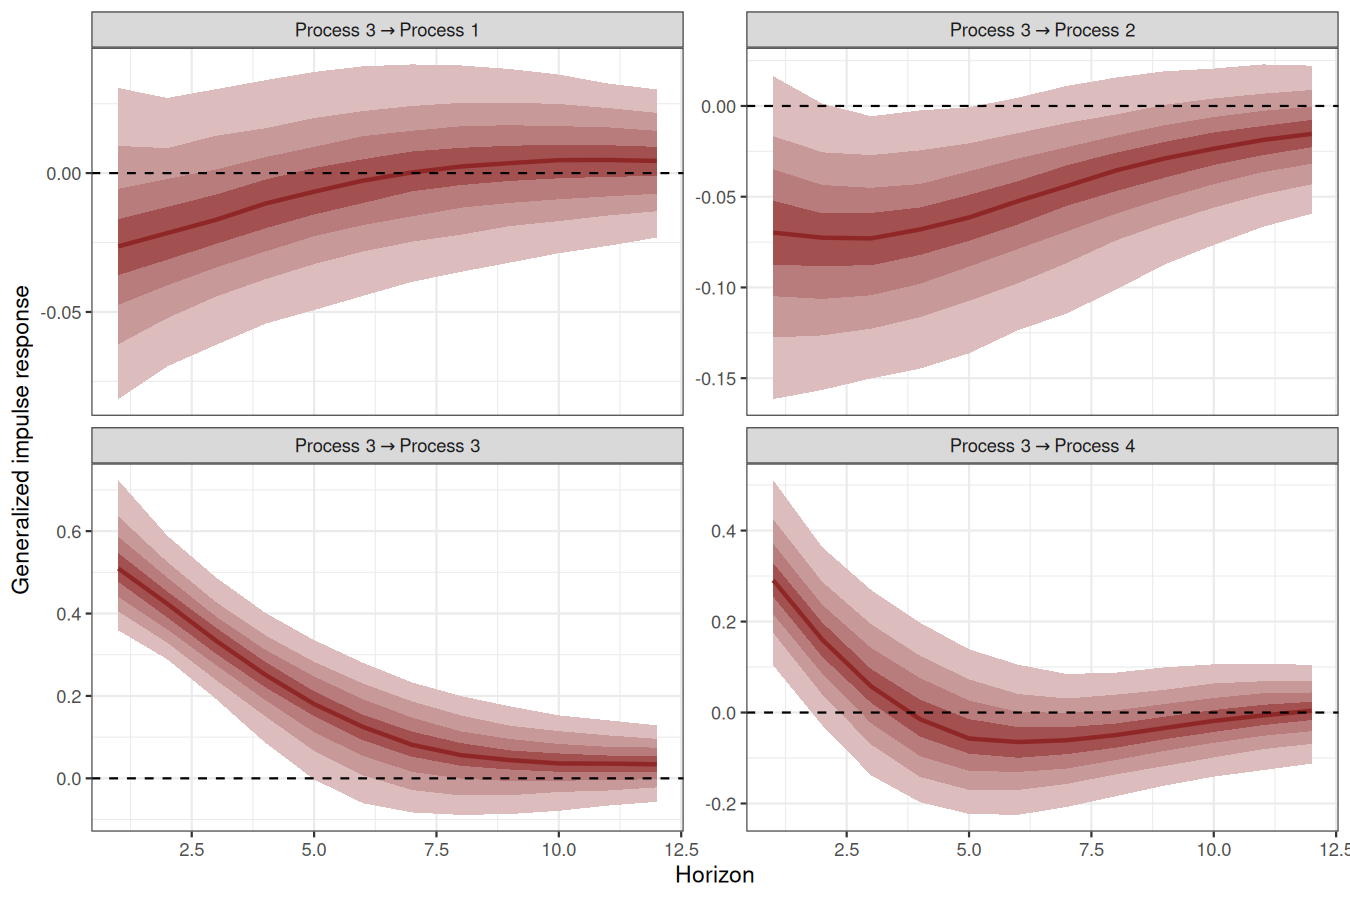 Process 3 → Process 1
Process 3 → Process 2
0.00
-0.05
0.00
-0.05
-0.10
-0.15
Generalized impulse response
Process 3 → Process 3
Process 3 → Process 4
0.6
0.4
0.2
0.0
0.4
0.2
0.0
-0.2
2.5 5.0 7.5 10.0 12.5
2.5 5.0 7.5 10.0 12.5
Horizon